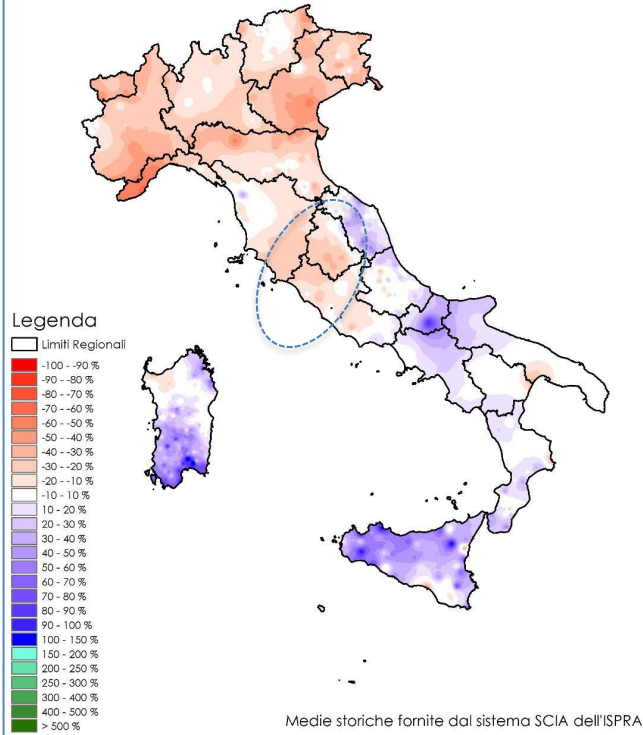 Legenda
Limiti Regionali
-100 - -90 %
-90 - -80 %
-80 - -70 %
-70 - -60 %
-60 - -50 %
-50 - -40 %
-40 - -30 %
-30 - -20 %
-20 - -10 %
-10 - 10 %
10 - 20 %
20 - 30 %
30 - 40 %
40 - 50 %
50 - 60 %
60 - 70 %
70 - 80 %
80 - 90 %
90 - 100 %
100 - 150 %
150 - 200 %
200 - 250 %
250 - 300 %
300 - 400 %
400 - 500 %
> 500 %
Medie storiche fornite dal sistema SCIA dell'ISPRA